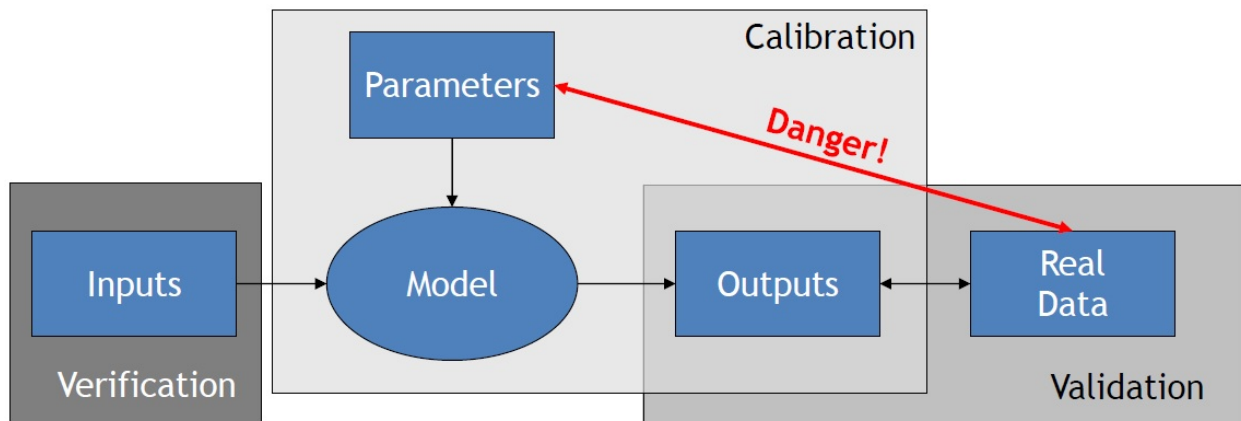 Calibration
Parameters
Danger!
Inputs
Model
Outputs
Real
Data
Verification
Validation